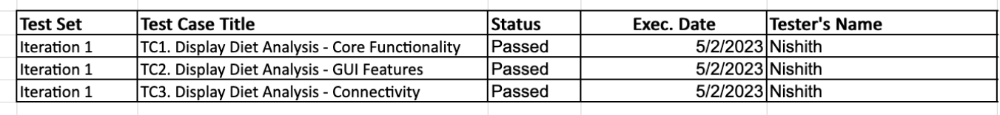 Test Set Test Case Title Status Exec. Date Tester's Name
Iteration 1 TC1. Display Diet Analysis - Core Functionality Passed 5/2/2023 Nishith
Iteration 1 TC2. Display Diet Analysis - GUI Features Passed 5/2/2023 Nishith
Iteration 1 TC3. Display Diet Analysis - Connectivity Passed 5/2/2023 Nishith